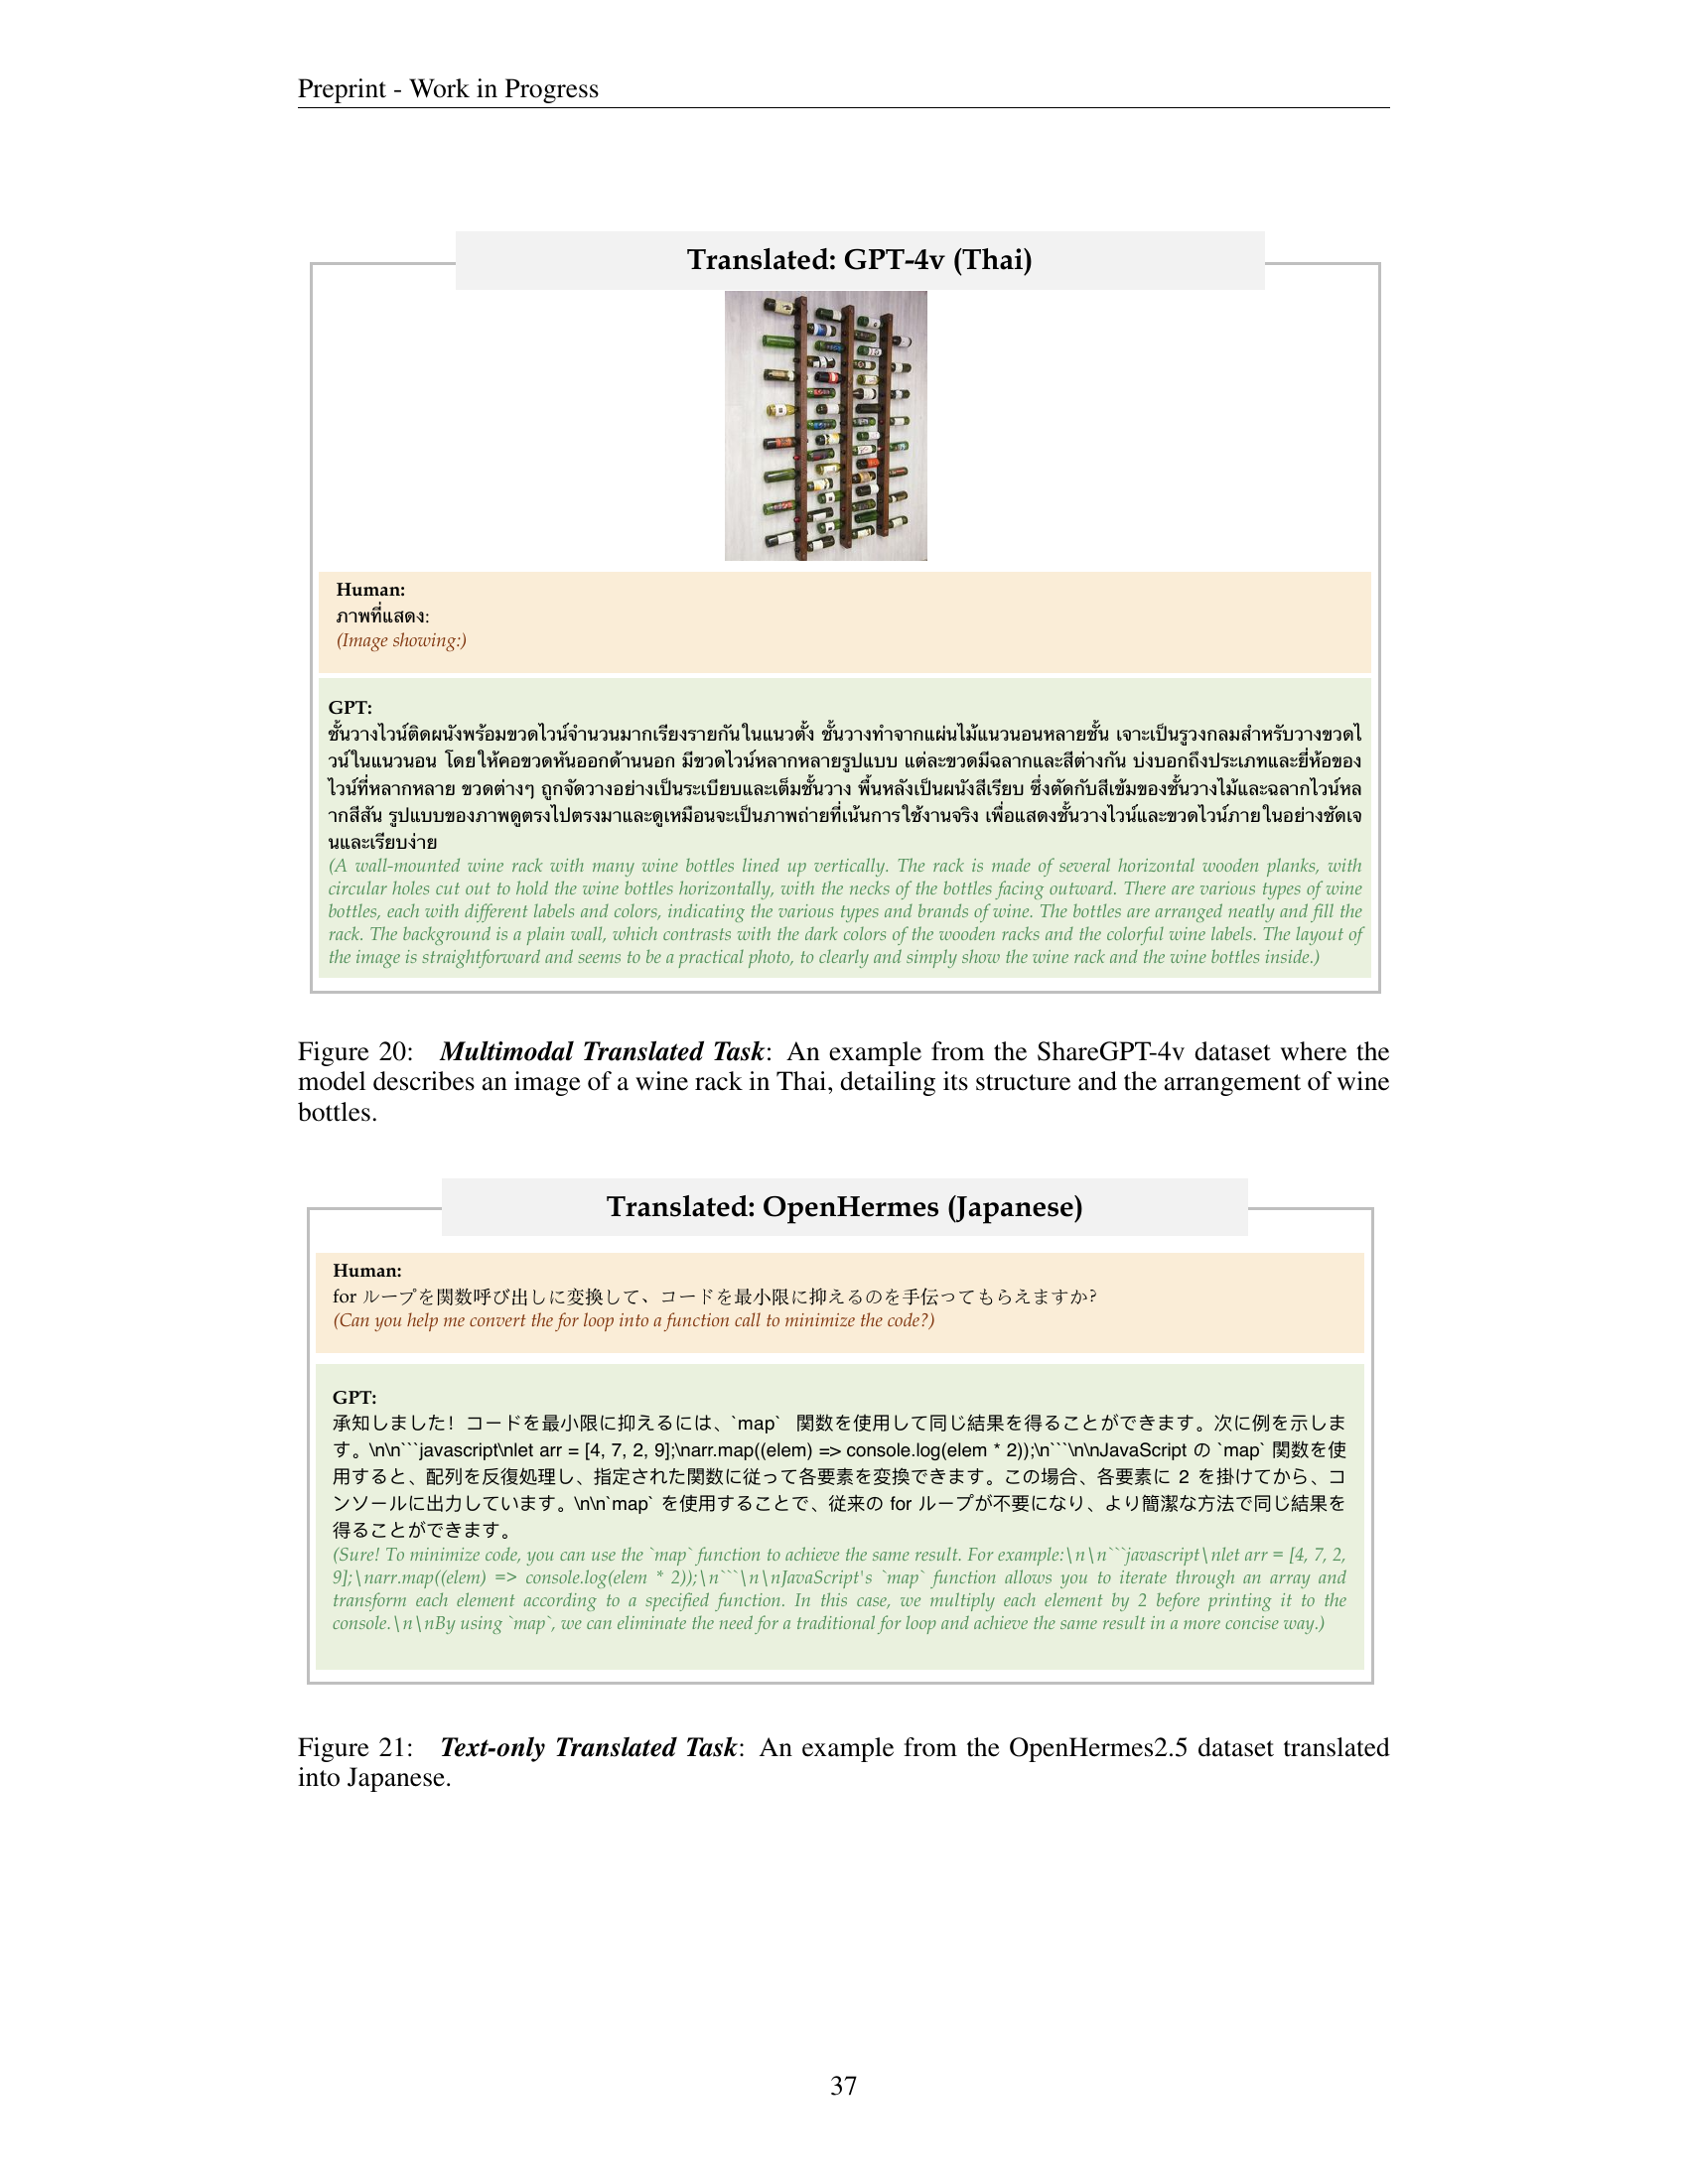 Preprint - Work in Progress
Translated: GPT-4v (Thai)
Human:
ภาพที่แสดง:
(Image showing:)
GPT:
ชั้นวางไวน์ติดผนังพร้อมขวดไวน์จำนวนมากเรียงรายกันในแนวตั้ง ชั้นวางทำจากแผ่นไม้แนวนอนหลายชั้น เจาะเป็นรูวงกลมสำหรับวางขวดไ
วน์ในแนวนอน โดยให้คอขวดหันออกด้านนอก มีขวดไวน์หลากหลายรูปแบบ แต่ละขวดมีฉลากและสีต่างกัน บ่งบอกถึงประเภทและยี่ห้อของ
ไวน์ที่หลากหลาย ขวดต่างๆ ถูกจัดวางอย่างเป็นระเบียบและเต็มชั้นวาง พื้นหลังเป็นผนังสีเรียบ ซึ่งตัดกับสีเข้มของชั้นวางไม้และฉลากไวน์หล
ากสีสัน รูปแบบของภาพดูตรงไปตรงมาและดูเหมือนจะเป็นภาพถ่ายที่เน้นการใช้งานจริง เพื่อแสดงชั้นวางไวน์และขวดไวน์ภายในอย่างชัดเจ
นและเรียบง่าย
(A wall-mounted wine rack with many wine bottles lined up vertically. The rack is made of several horizontal wooden planks, with
circular holes cut out to hold the wine bottles horizontally, with the necks of the bottles facing outward. There are various types of wine
bottles, each with different labels and colors, indicating the various types and brands of wine. The bottles are arranged neatly and fill the
rack. The background is a plain wall, which contrasts with the dark colors of the wooden racks and the colorful wine labels. The layout of
the image is straightforward and seems to be a practical photo, to clearly and simply show the wine rack and the wine bottles inside.)
Figure 20: Multimodal Translated Task: An example from the ShareGPT-4v dataset where the
model describes an image of a wine rack in Thai, detailing its structure and the arrangement of wine
bottles.
Translated: OpenHermes (Japanese)
Human:
for ループを関数呼び出しに変換して、コードを最小限に抑えるのを手伝ってもらえますか?
(Can you help me convert the for loop into a function call to minimize the code?)
GPT:
承知しました! コードを最小限に抑えるには、`map` 関数を使用して同じ結果を得ることができます。次に例を示しま
す。\n\n```javascript\nlet arr = [4, 7, 2, 9];\narr.map((elem) => console.log(elem * 2));\n```\n\nJavaScript の `map` 関数を使
用すると、配列を反復処理し、指定された関数に従って各要素を変換できます。この場合、各要素に 2 を掛けてから、コ
ンソールに出力しています。\n\n`map` を使用することで、従来の for ループが不要になり、より簡潔な方法で同じ結果を
得ることができます。
(Sure! To minimize code, you can use the `map` function to achieve the same result. For example:\n\n```javascript\nlet arr = [4, 7, 2,
9];\narr.map((elem) => console.log(elem * 2));\n```\n\nJavaScript's `map` function allows you to iterate through an array and
transform each element according to a specified function. In this case, we multiply each element by 2 before printing it to the
console.\n\nBy using `map`, we can eliminate the need for a traditional for loop and achieve the same result in a more concise way.)
Figure 21: Text-only Translated Task: An example from the OpenHermes2.5 dataset translated
into Japanese.
37